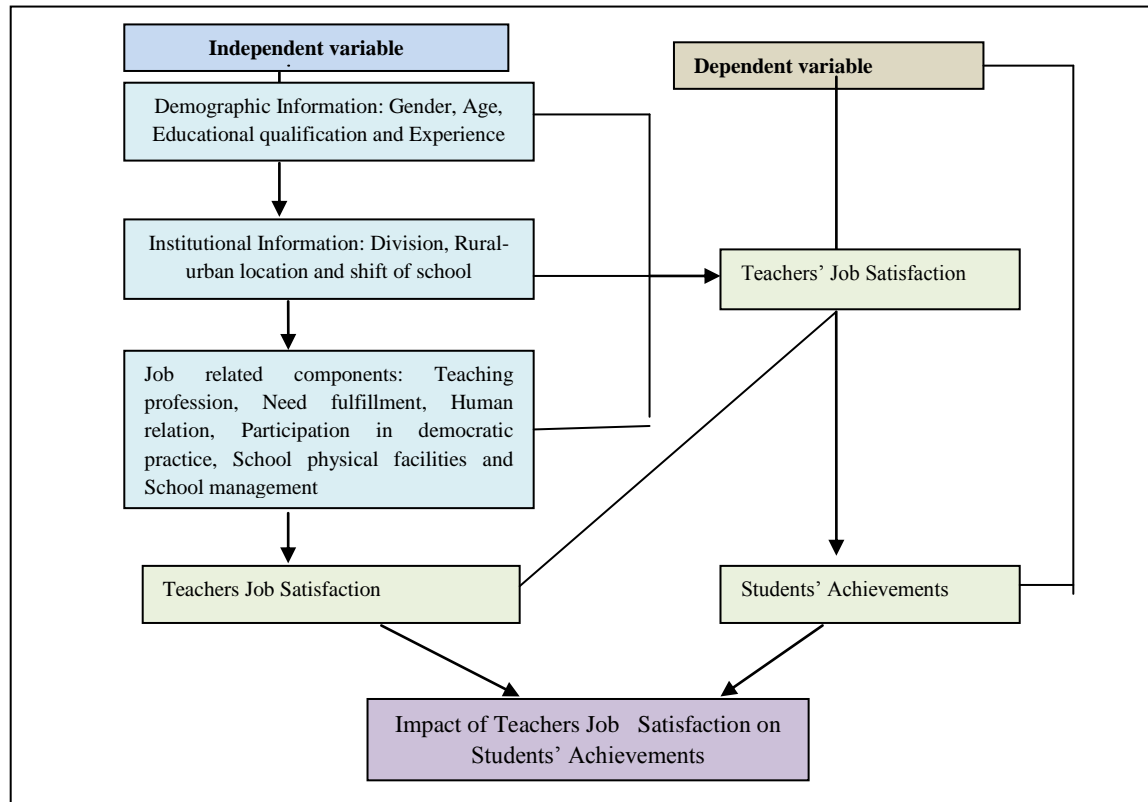 Independent variable
Dependent variable
Demographic Information: Gender, Age,
Educational qualification and Experience
Institutional Information: Division, Rural-
urban location and shift of school
Teachers’ Job Satisfaction
Job related components: Teaching
profession, Need fulfillment, Human
relation, Participation in democratic
practice, School physical facilities and
School management
Teachers Job Satisfaction
Students’ Achievements
Impact of Teachers Job Satisfaction on
Students’ Achievements